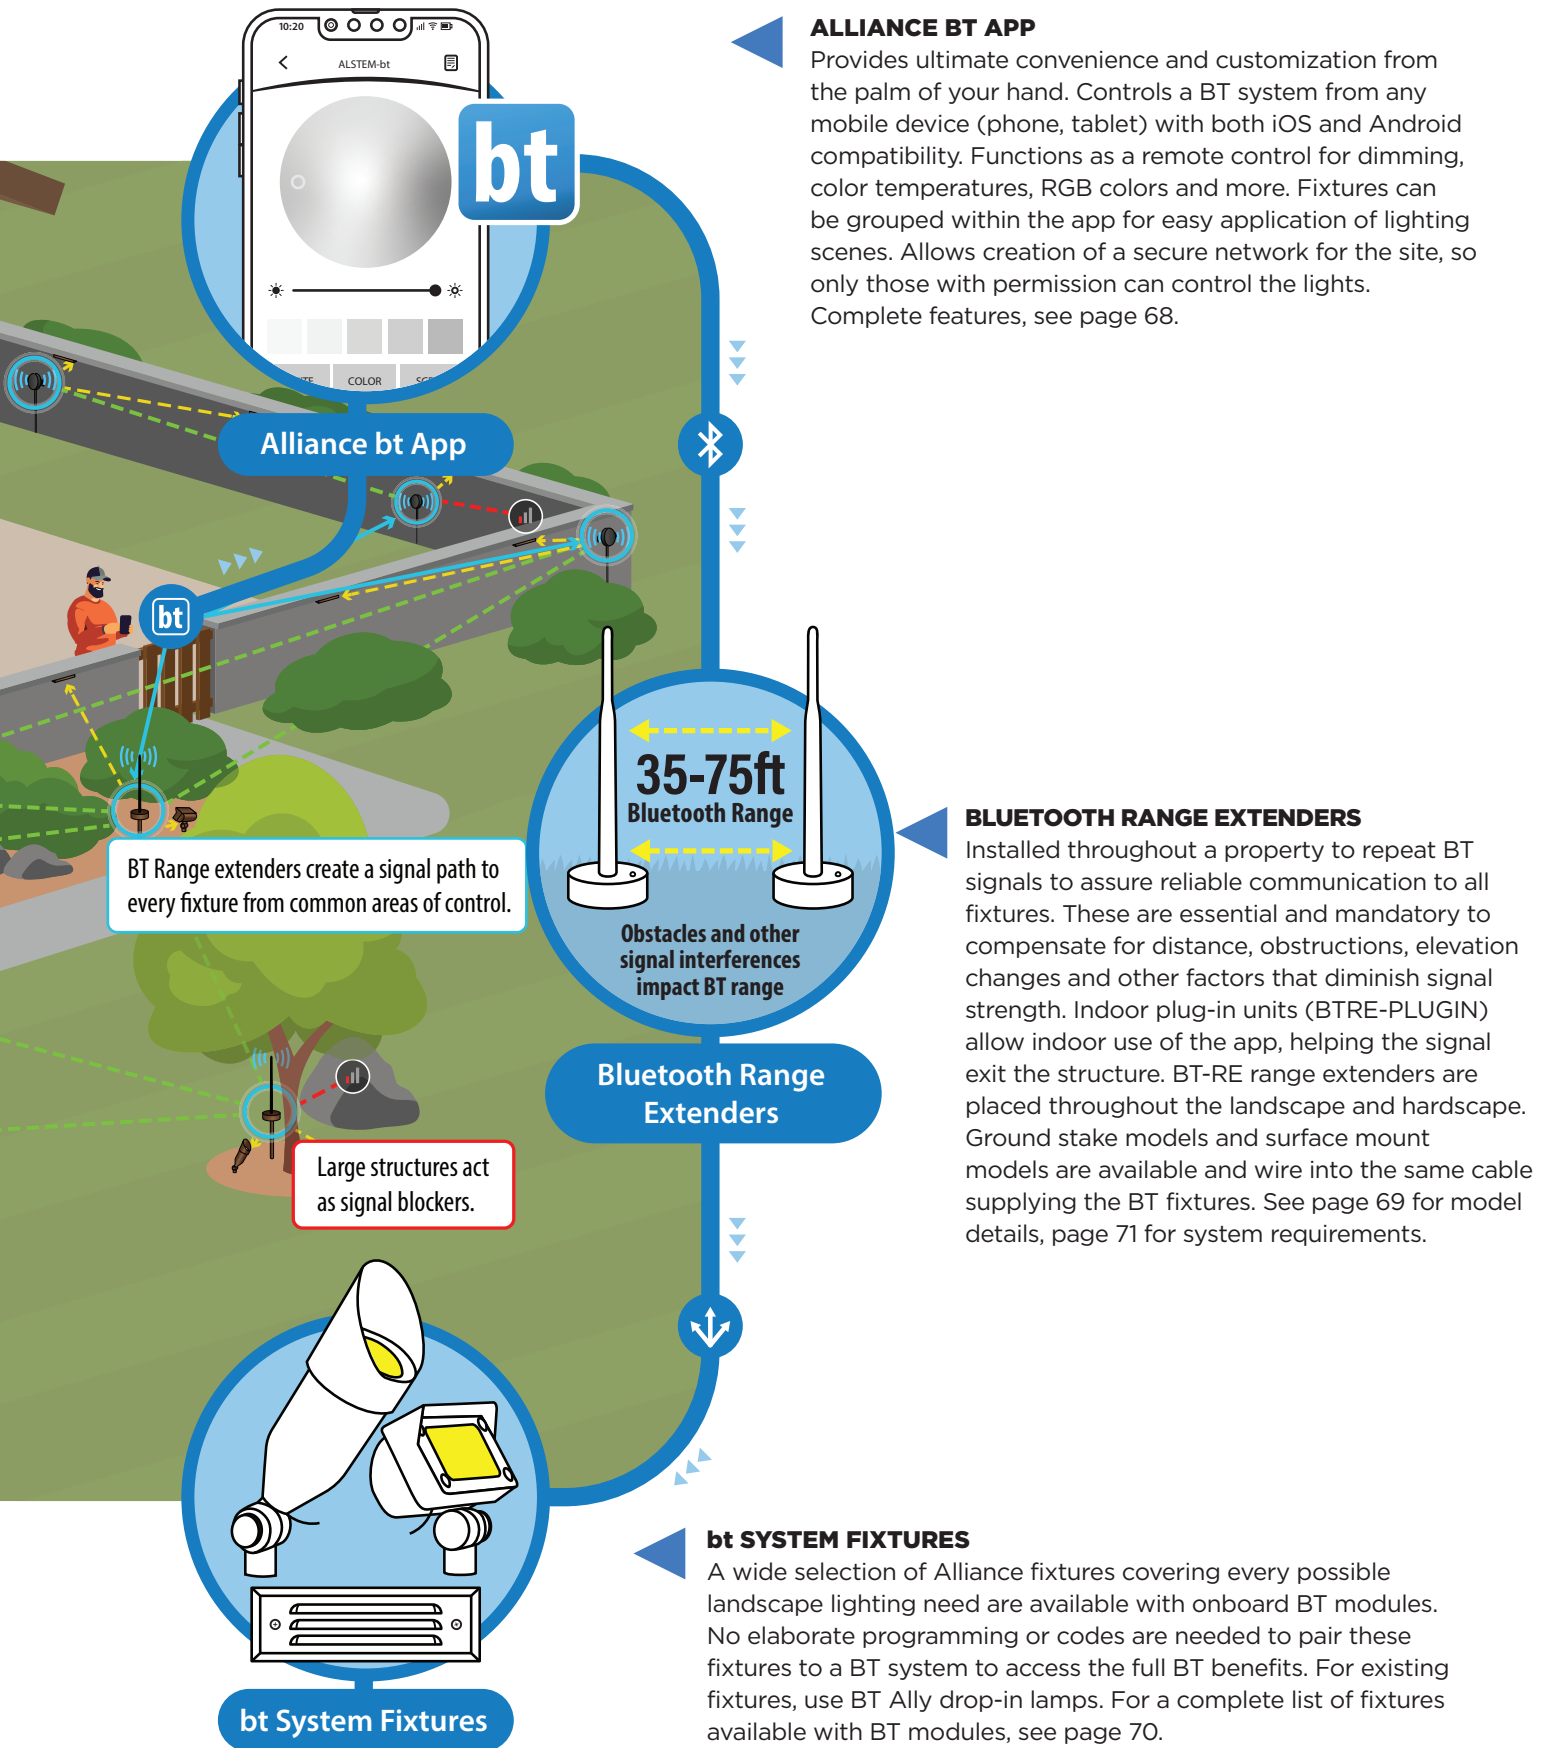 10:20
ALSTEM-bt
bt
COLOR
Alliance bt App
bt
ALLIANCE BT APP
Provides ultimate convenience and customization from
the palm of your hand. Controls a BT system from any
mobile device (phone, tablet) with both iOS and Android
compatibility. Functions as a remote control for dimming,
color temperatures, RGB colors and more. Fixtures can
be grouped within the app for easy application of lighting
scenes. Allows creation of a secure network for the site, so
only those with permission can control the lights.
Complete features, see page 68.
35-75ft
Bluetooth Range
Obstacles and other
signal interferences
impact BT range
Bluetooth Range
Extenders
BT Range extenders create a signal path to
every fixture from common areas of control.
Large structures act
as signal blockers.
BLUETOOTH RANGE EXTENDERS
Installed throughout a property to repeat BT
signals to assure reliable communication to all
fixtures. These are essential and mandatory to
compensate for distance, obstructions, elevation
changes and other factors that diminish signal
strength. Indoor plug-in units (BTRE-PLUGIN)
allow indoor use of the app, helping the signal
exit the structure. BT-RE range extenders are
placed throughout the landscape and hardscape.
Ground stake models and surface mount
models are available and wire into the same cable
supplying the BT fixtures. See page 69 for model
details, page 71 for system requirements.
bt System Fixtures
bt SYSTEM FIXTURES
A wide selection of Alliance fixtures covering every possible
landscape lighting need are available with onboard BT modules.
No elaborate programming or codes are needed to pair these
fixtures to a BT system to access the full BT benefits. For existing
fixtures, use BT Ally drop-in lamps. For a complete list of fixtures
available with BT modules, see page 70.